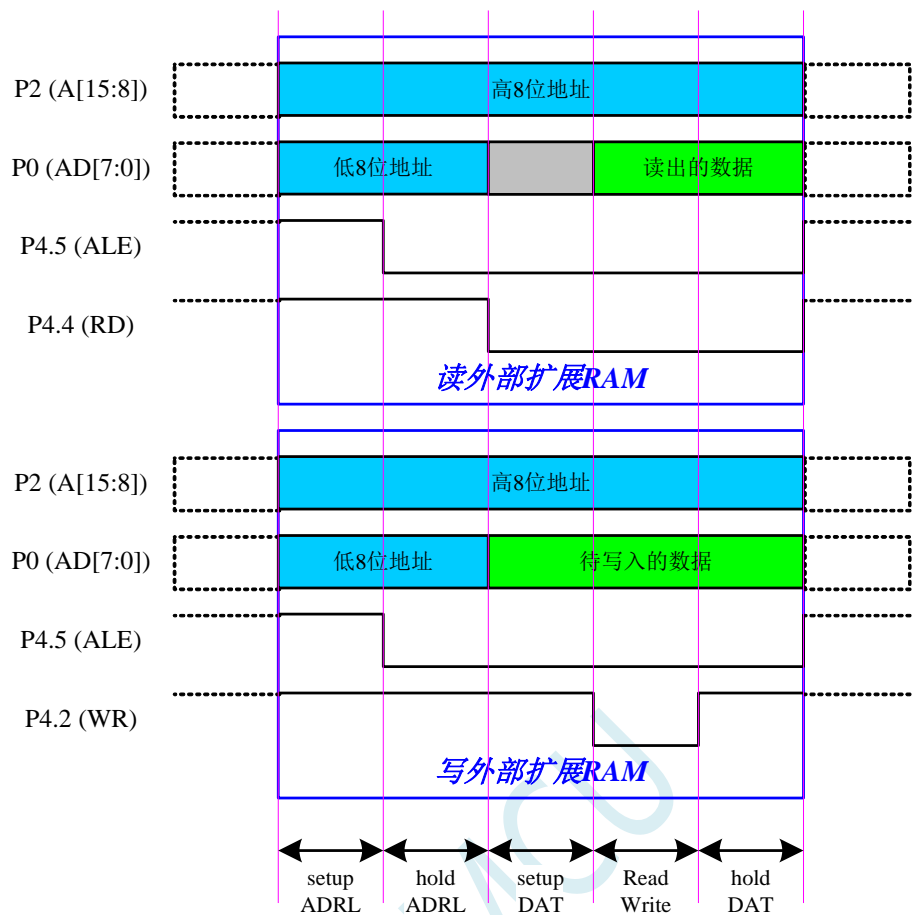 P2 (A[15:8])
高8位地址
P0 (AD[7:0])
低8位地址
读出的数据
P4.5 (ALE)
P4.4 (RD)
读外部扩展RAM
P2 (A[15:8])
高8位地址
P0 (AD[7:0])
低8位地址
待写入的数据
P4.5 (ALE)
P4.2 (WR)
写外部扩展RAM
setup
ADRL
hold
ADRL
setup
DAT
Read
Write
hold
DAT
MCU